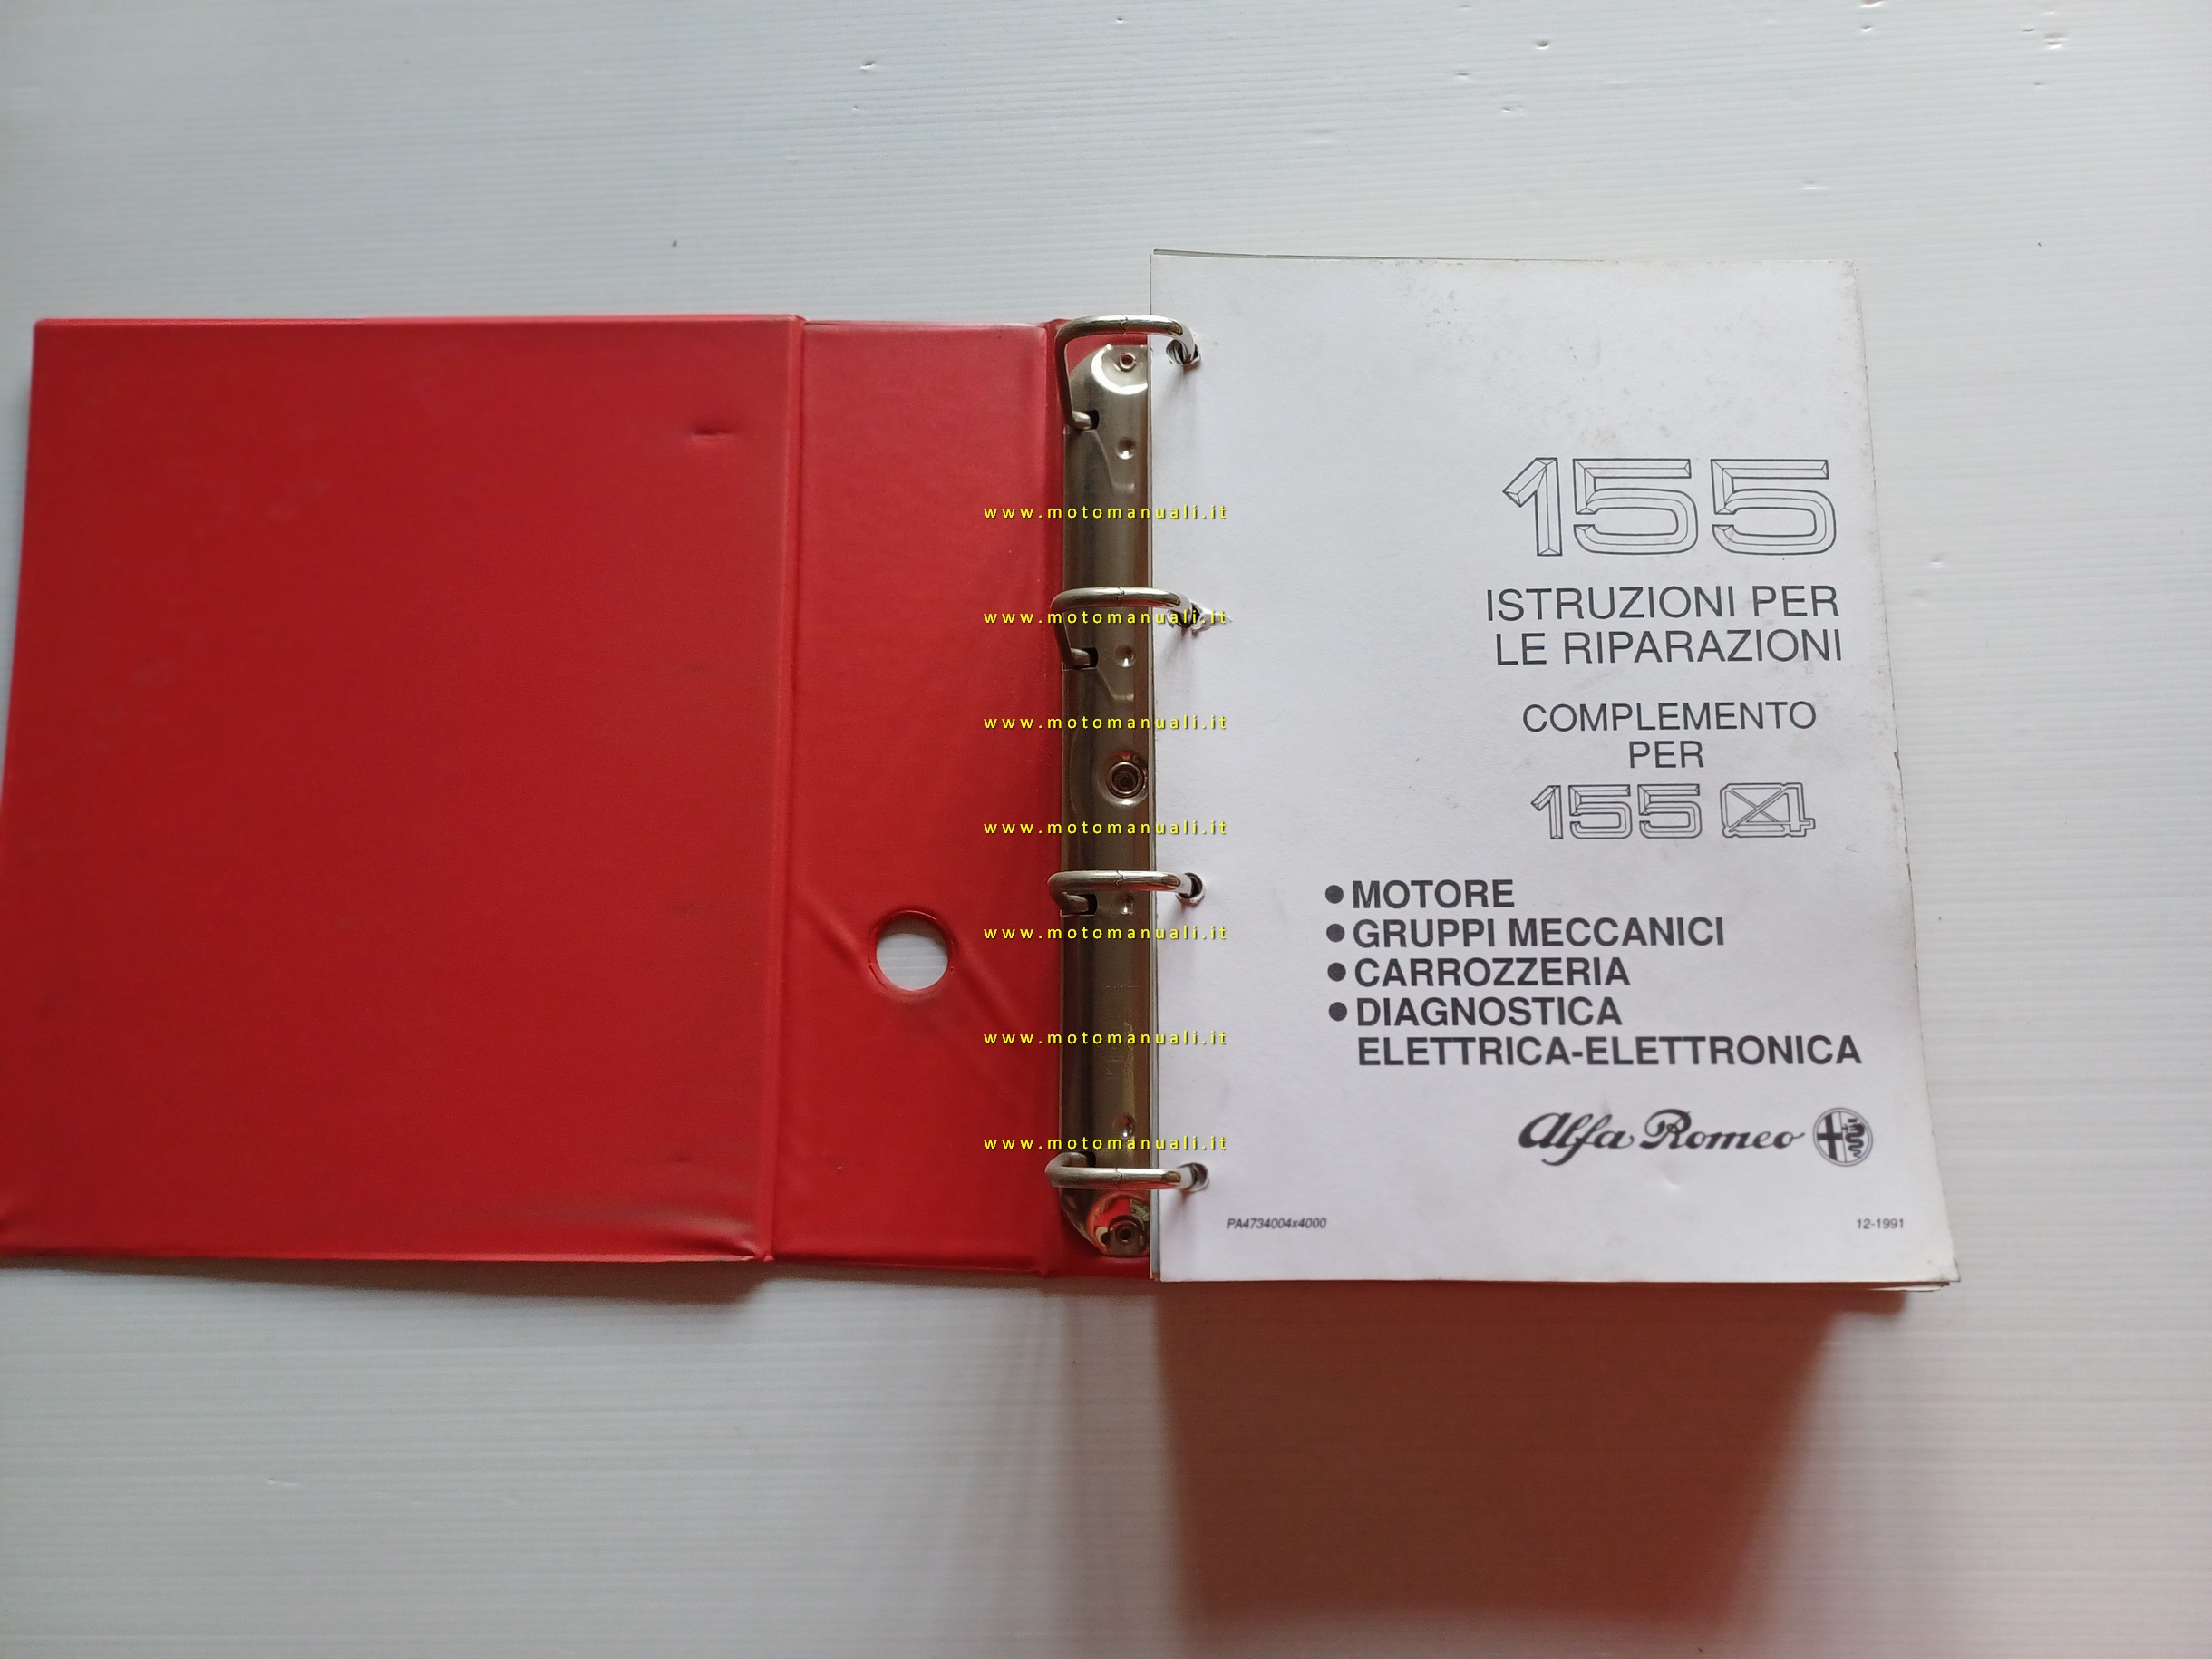 155
ISTRUZIONI PER
LE RIPARAZIONI
COMPLEMENTO
PER
155 Q4
● MOTORE
● GRUPPI MECCANICI
● CARROZZERIA
● DIAGNOSTICA
ELETTRICA-ELETTRONICA
Alfa Romeo
PA4734004x4000
12-1991
www.motomanuali.it
www.motomanuali.it
www.motomanuali.it
www.motomanuali.it
www.motomanuali.it
www.motomanuali.it
www.motomanuali.it